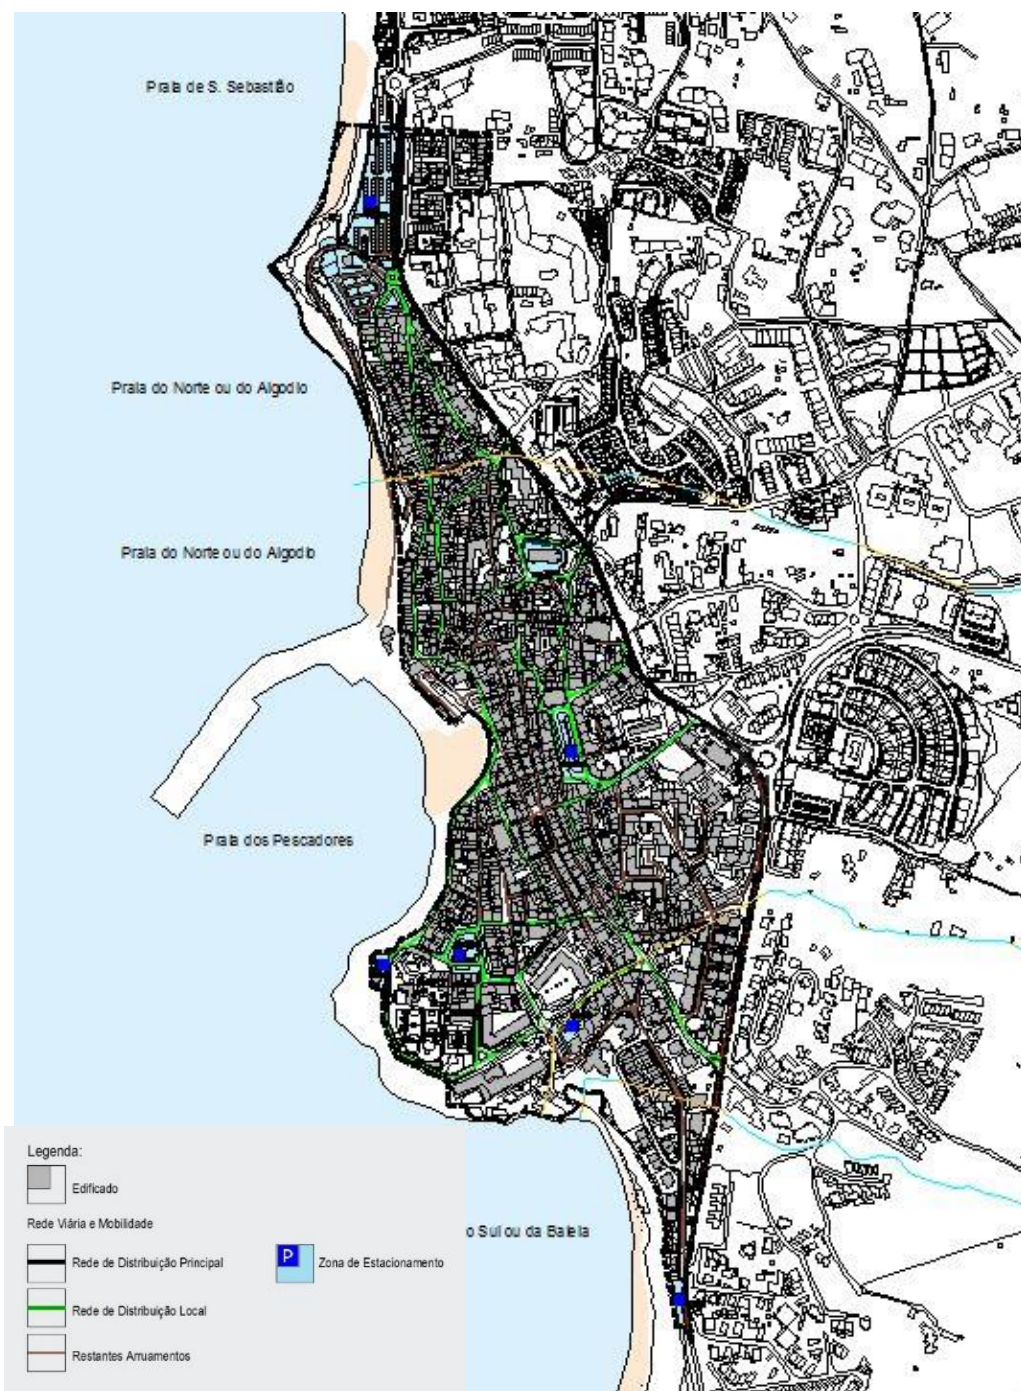 Praia de S. Sebastião
Praia do Norte ou do Algodio
Praia do Norte ou do Algodio
Praia dos Pescadores
o Sul ou da Baleia
Legenda:
Edificado
Rede Viária e Mobilidade
Rede de Distribuição Principal
P Zona de Estacionamento
Rede de Distribuição Local
Restantes Arruamentos